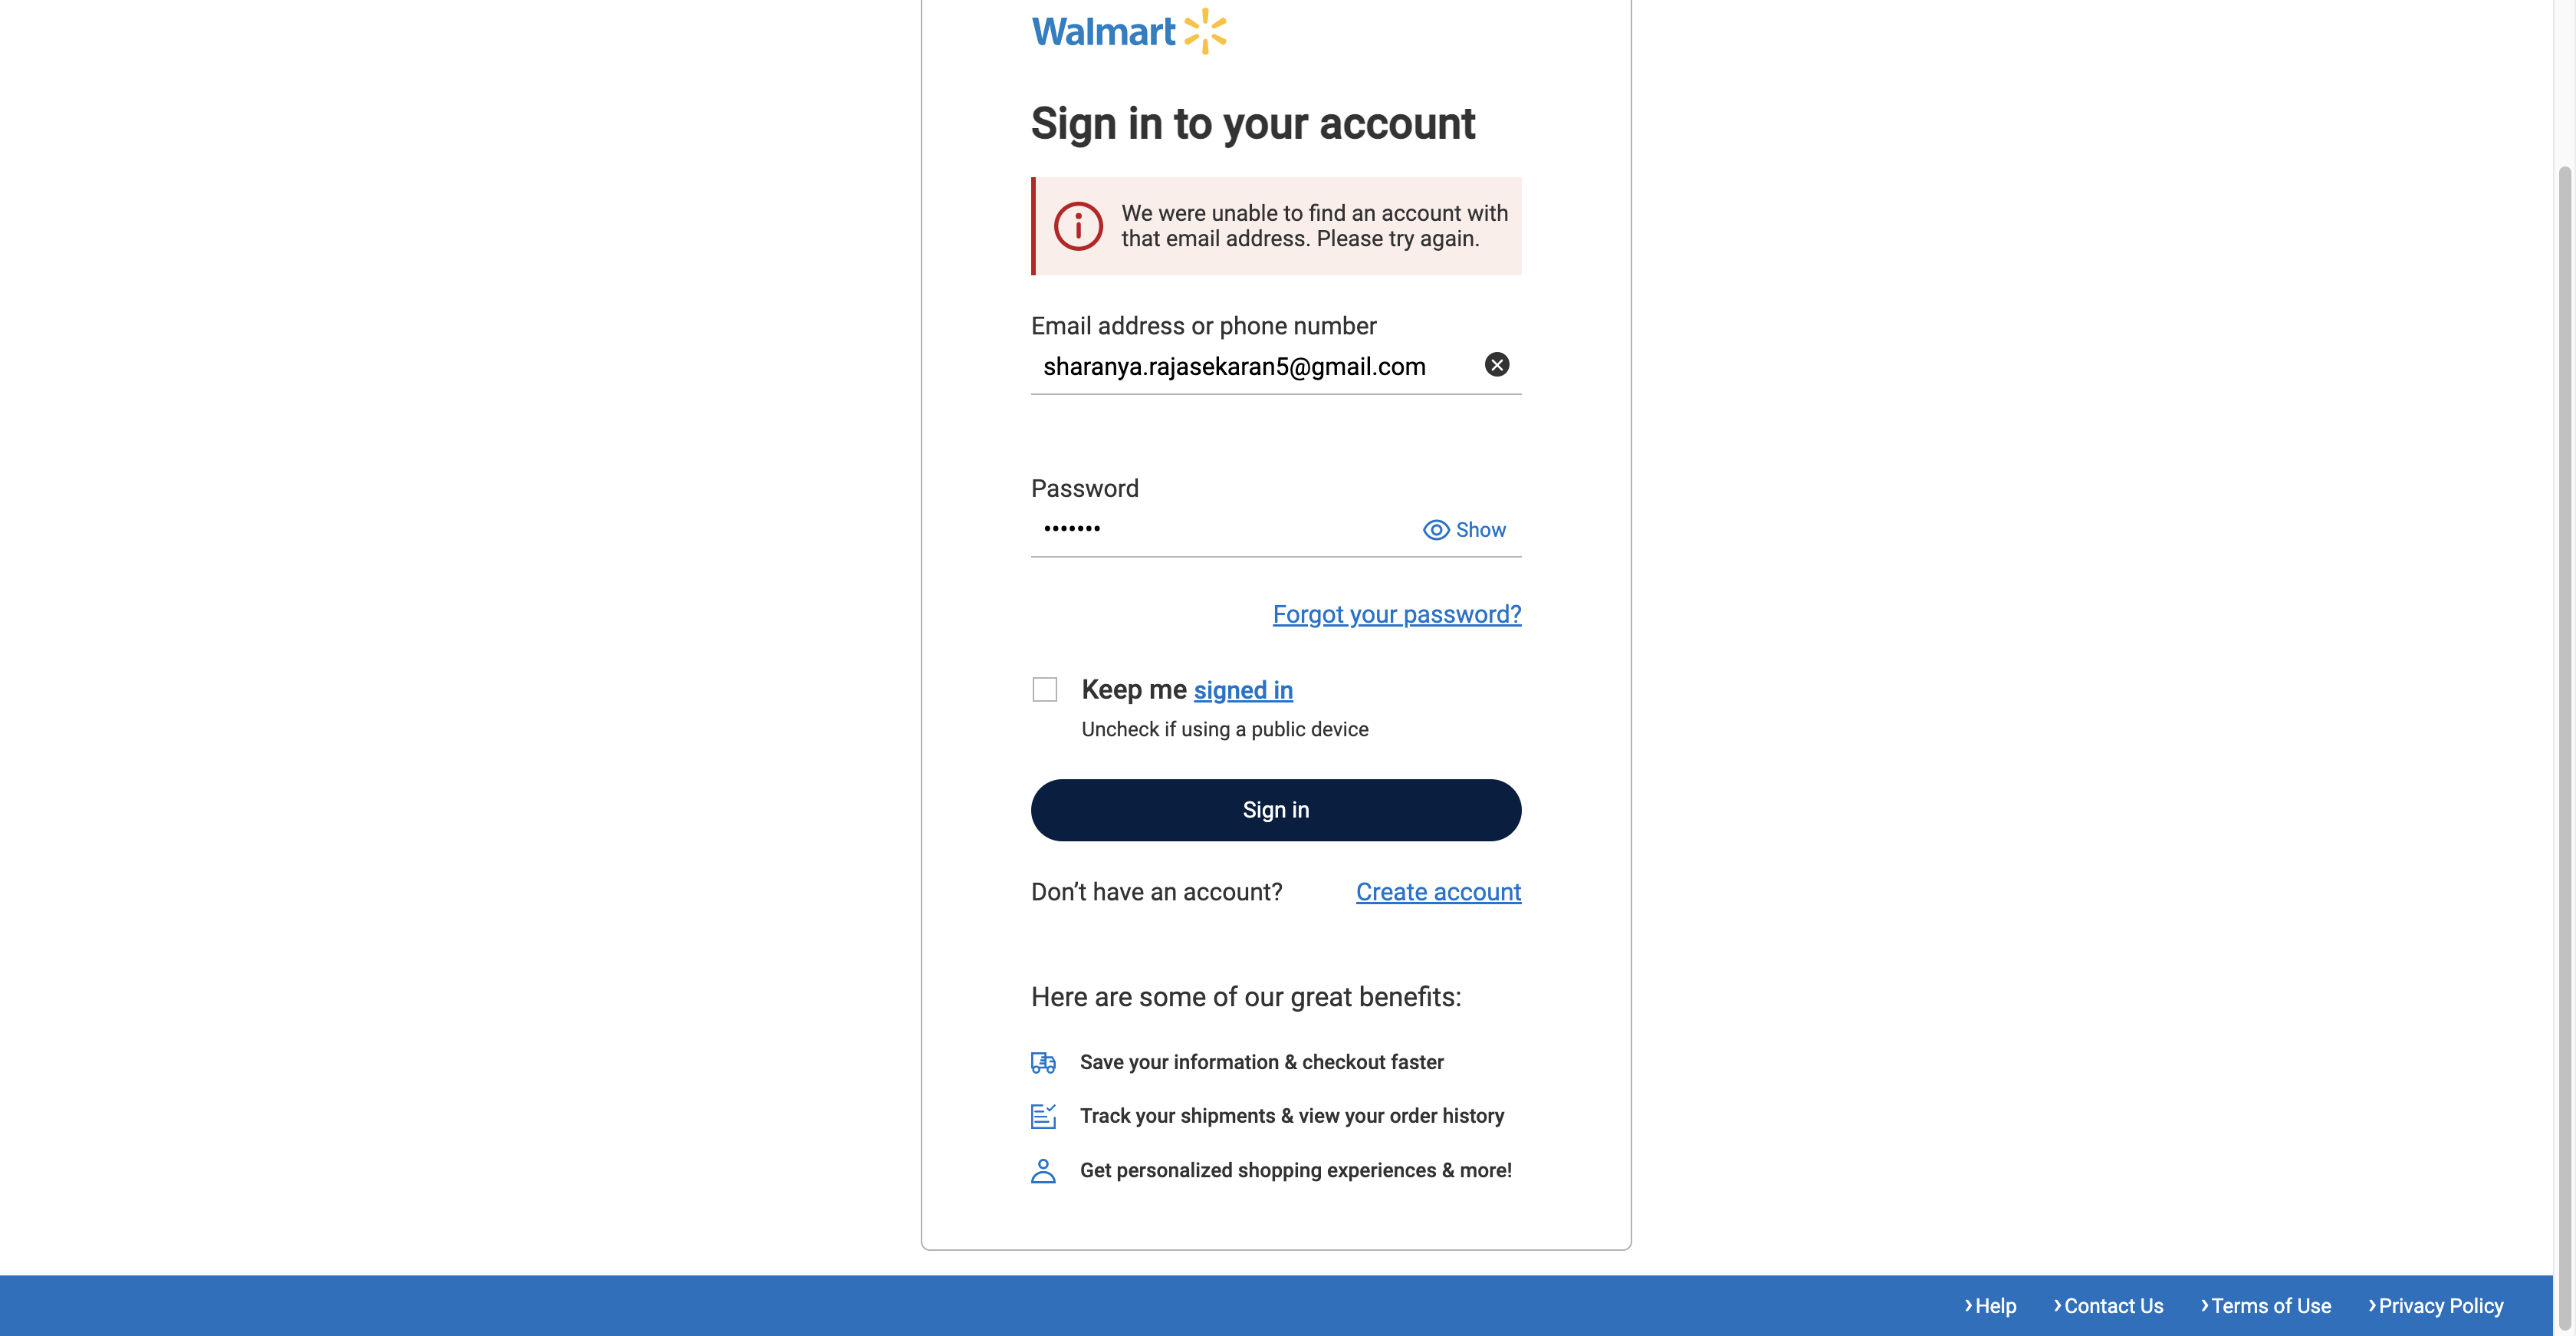 Walmart
Sign in to your account
We were unable to find an account with
that email address. Please try again.
Email address or phone number
sharanya.rajasekaran5@gmail.com
Password
•••••••
Show
Forgot your password?
Keep me signed in
Uncheck if using a public device
Sign in
Don’t have an account? Create account
Here are some of our great benefits:
Save your information & checkout faster
Track your shipments & view your order history
Get personalized shopping experiences & more!
Help Contact Us Terms of Use Privacy Policy